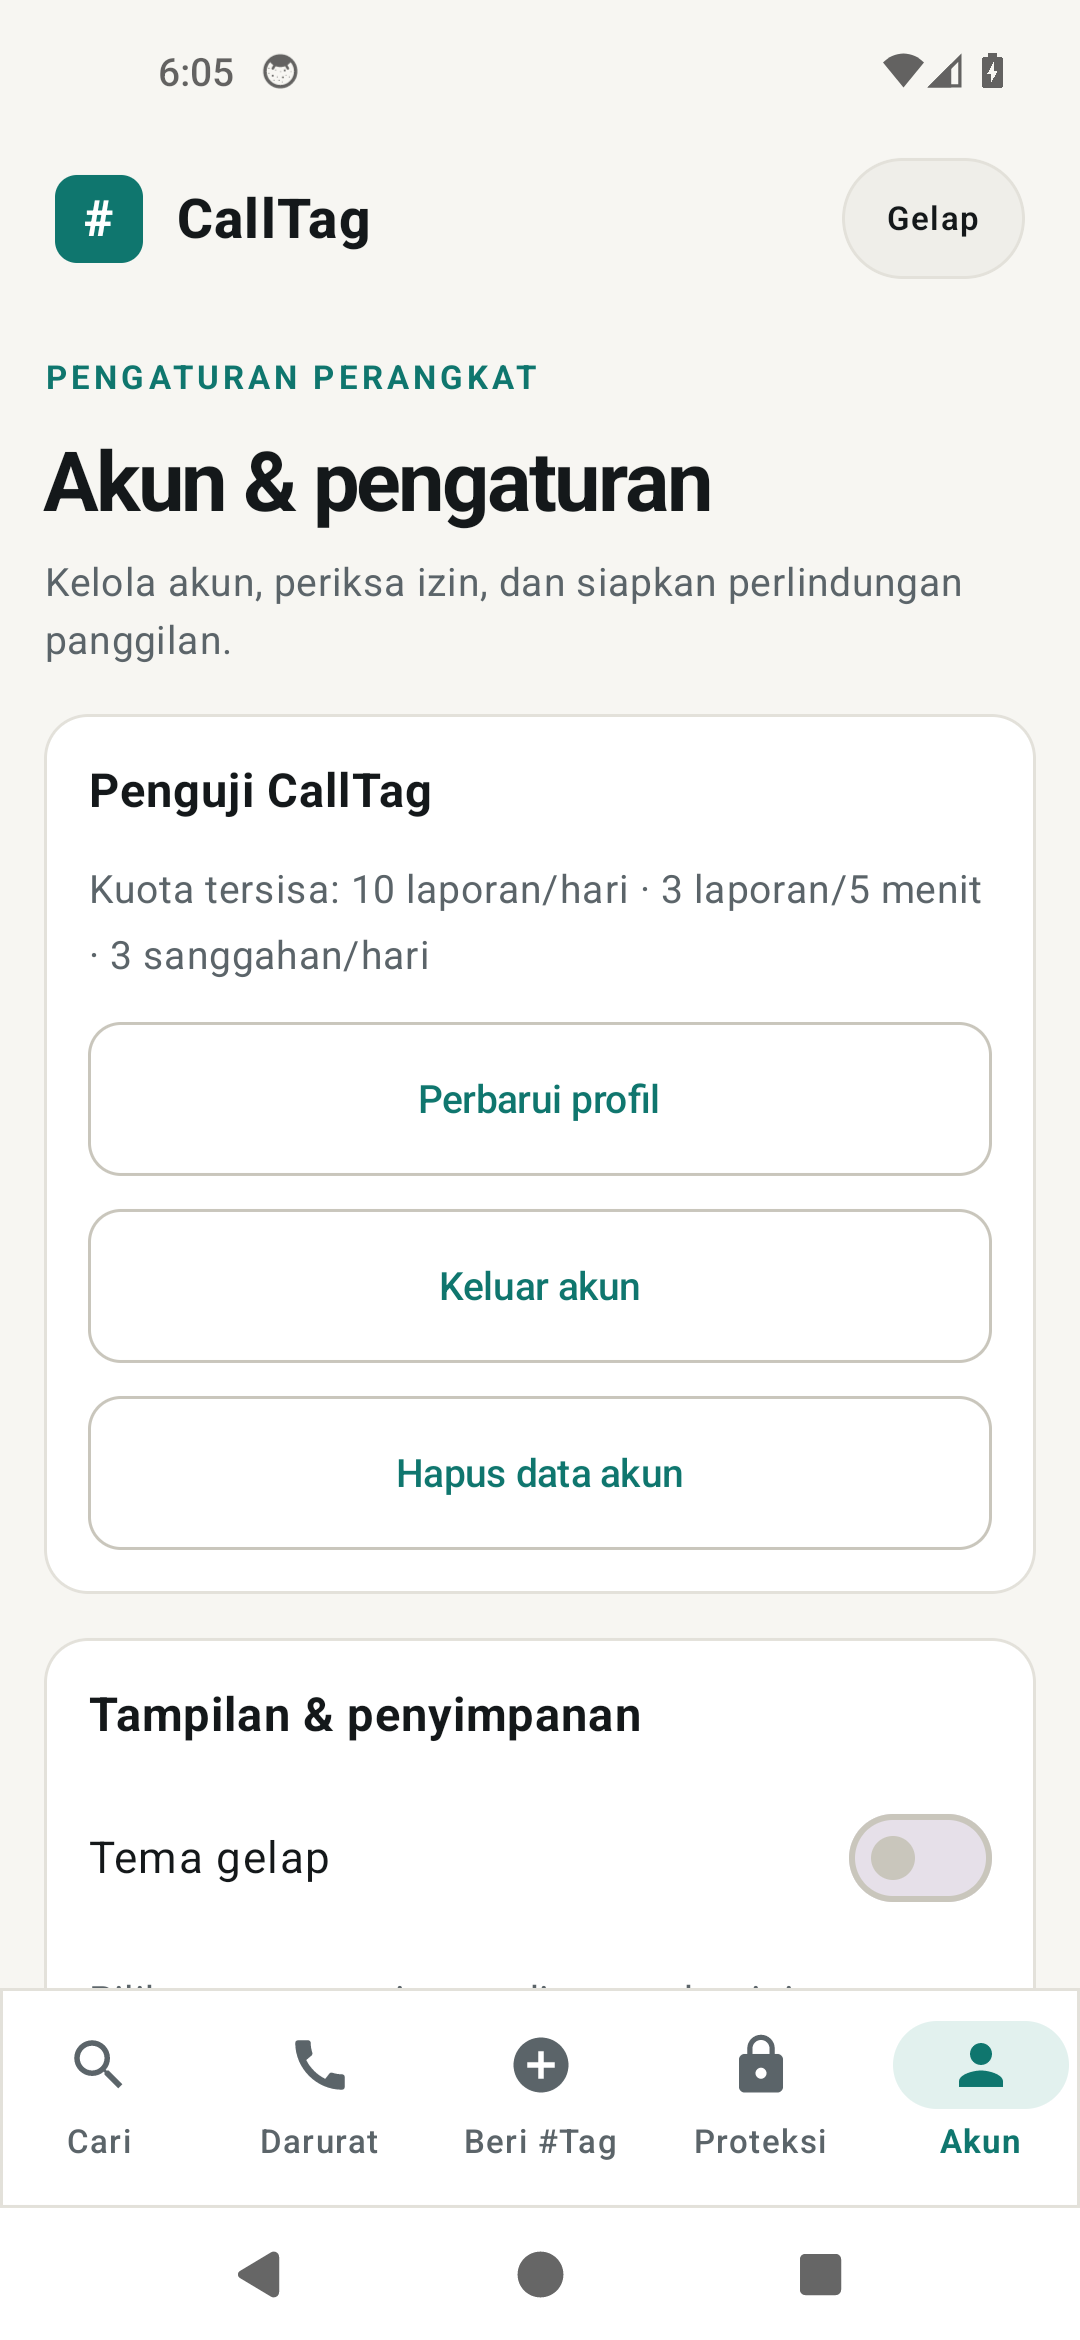 6:05
#
CallTag
Gelap
PENGATURAN PERANGKAT
Akun & pengaturan
Kelola akun, periksa izin, dan siapkan perlindungan
panggilan.
Penguji CallTag
Kuota tersisa: 10 laporan/hari · 3 laporan/5 menit
· 3 sanggahan/hari
Perbarui profil
Keluar akun
Hapus data akun
Tampilan & penyimpanan
Tema gelap
Cari
Darurat
Beri #Tag
Proteksi
Akun